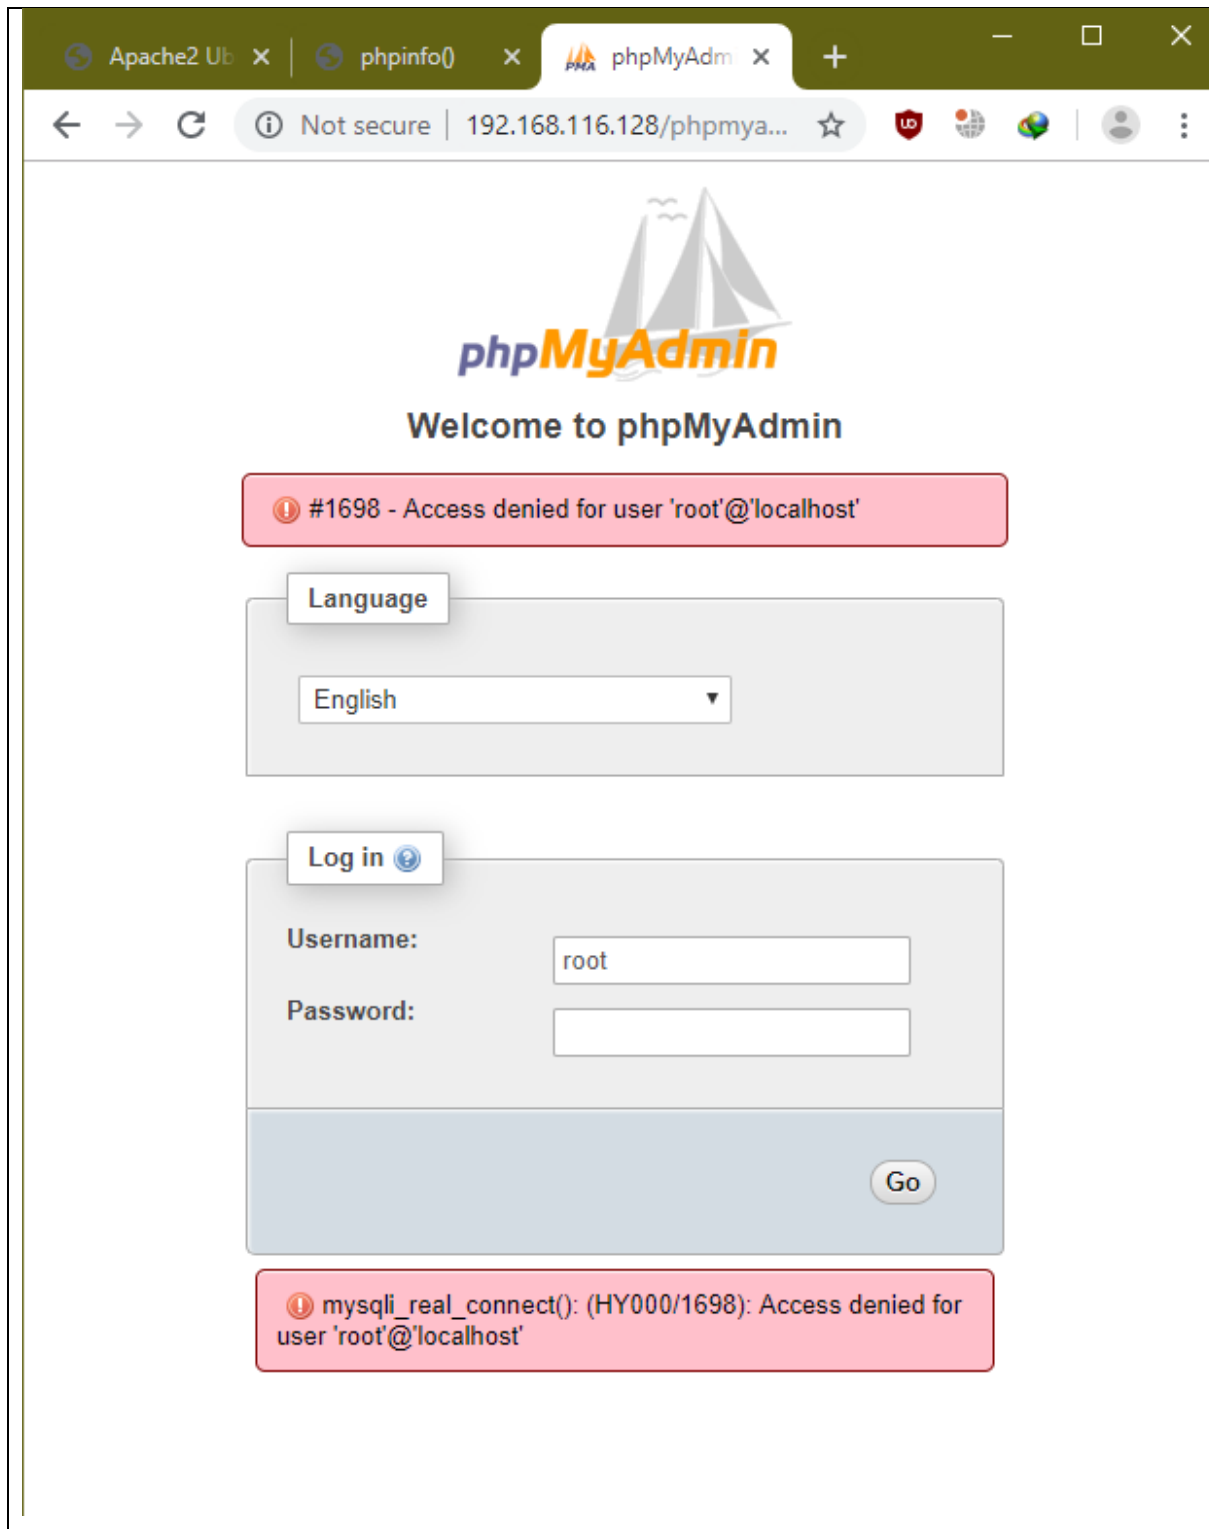 Apache2 Ub
phpinfo()
PMA phpMyAdm
Not secure | 192.168.116.128/phpmya...
phpMyAdmin
Welcome to phpMyAdmin
#1698 - Access denied for user 'root'@'localhost'
Language
English
Log in
Username:
root
Password:
Go
mysqli_real_connect(): (HY000/1698): Access denied for
user 'root'@'localhost'